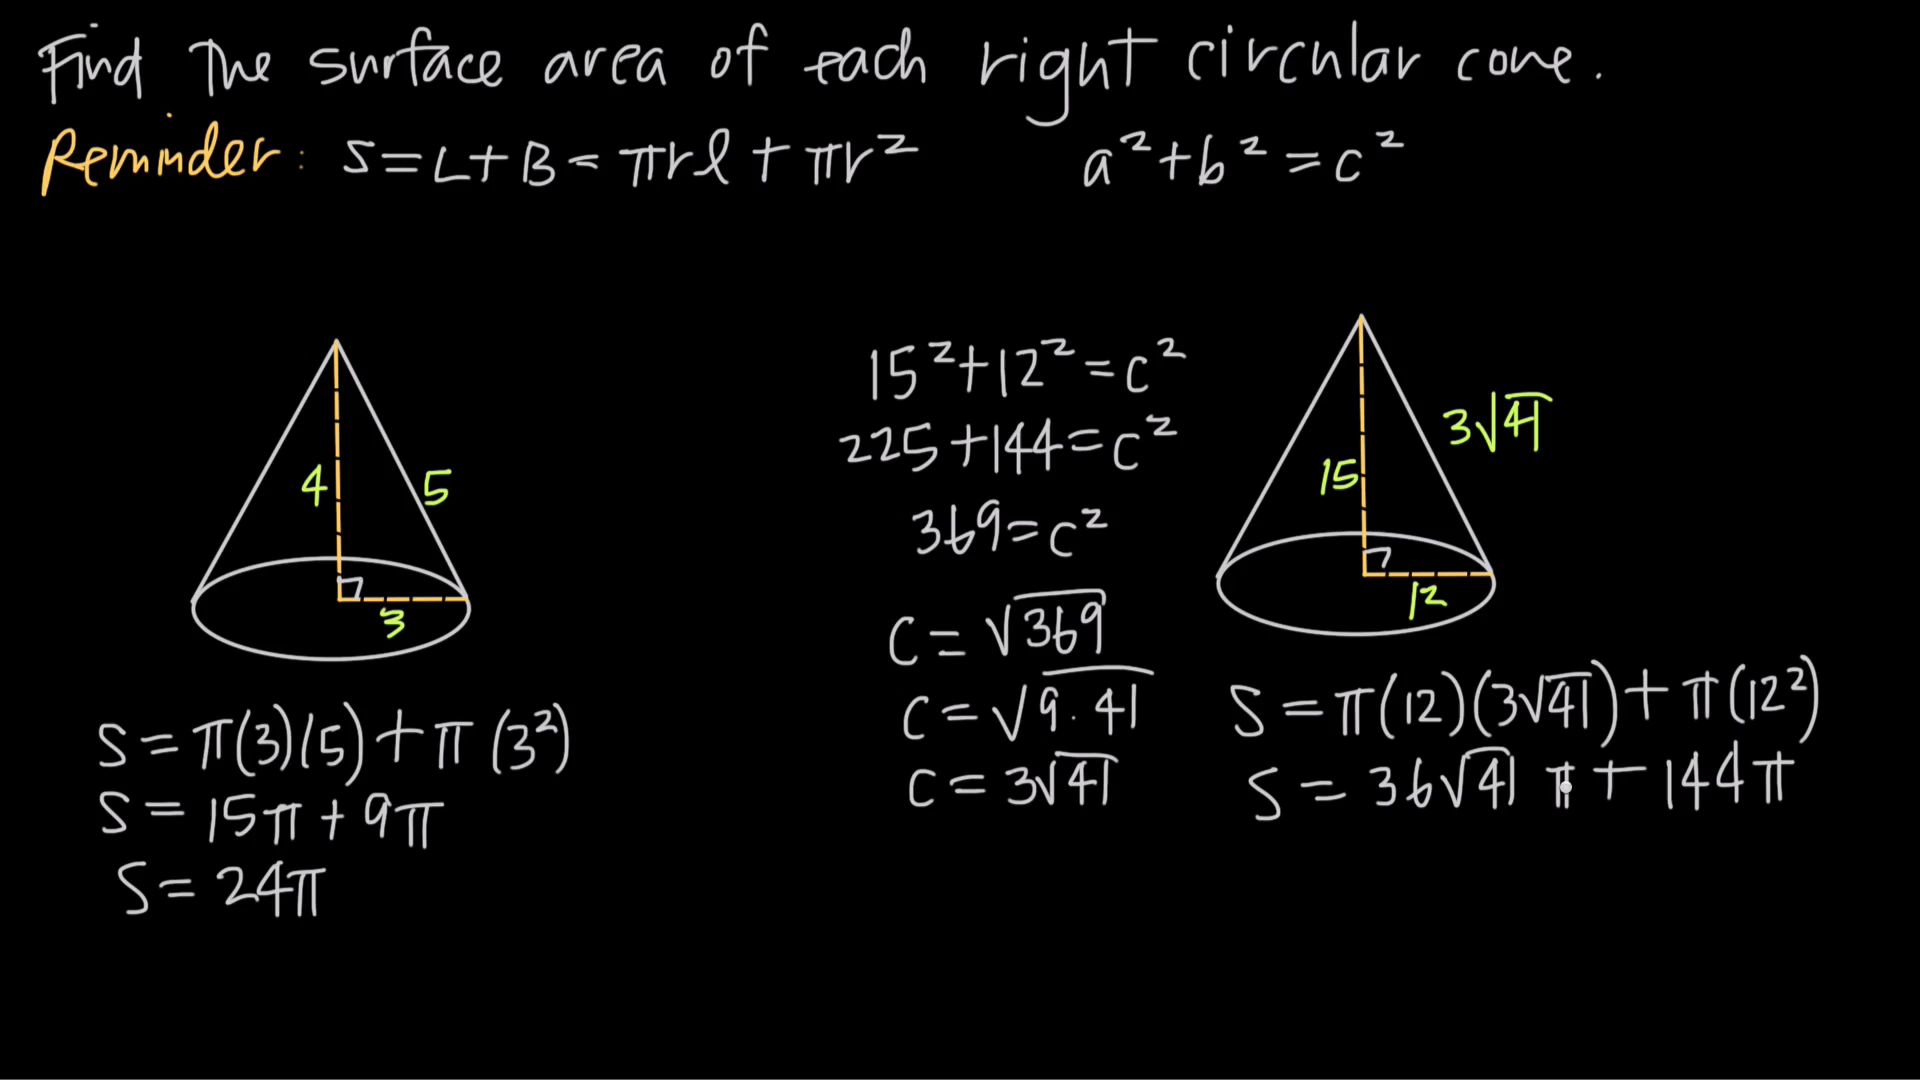 Find The surface area of each right circular cone.
Reminder: S=L+B=πrl+πr² a²+b²=c²
4
5
3
S=π(3)(5)+π(3²)
S=15π+9π
S=24π
15²+12²=c²
225+144=c²
369=c²
C=√369
C=√9·41
C=3√41
15
3√41
12
S=π(12)(3√41)+π(12²)
S=36√41 π+144π